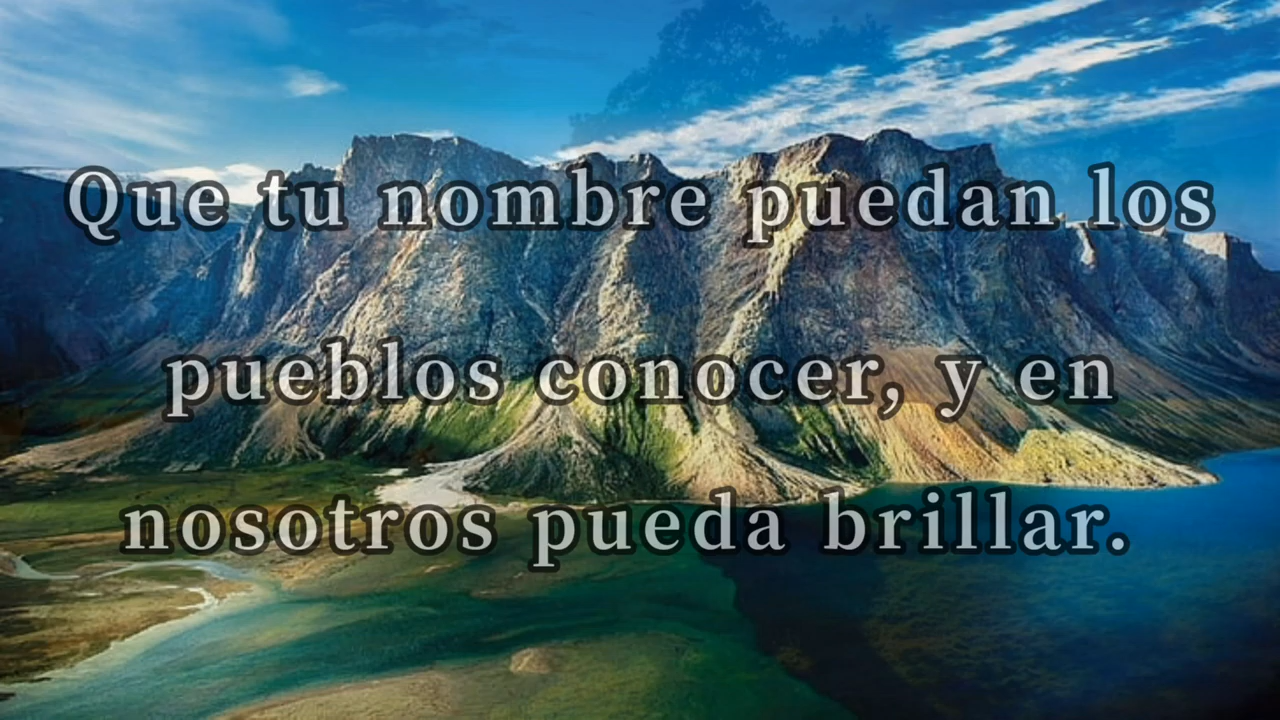 Que tu nombre puedan los
pueblos conocer, y en
nosotros pueda brillar.